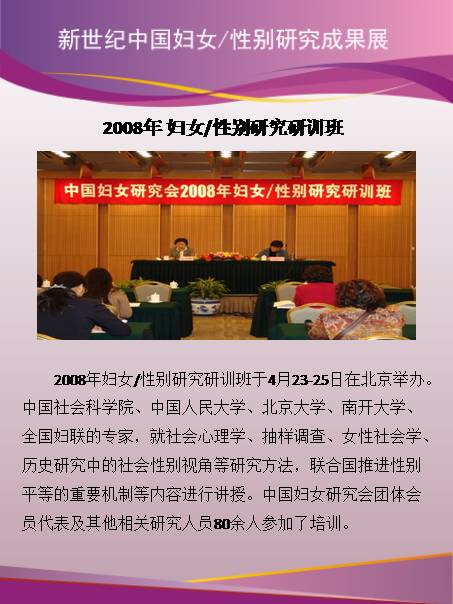 新世纪中国妇女/性别研究成果展
2008年妇女/性别研究研训班
中国妇女研究会2008年妇女/性别研究研训班
2008年妇女/性别研究研训班于4月23-25日在北京举办。
中国社会科学院、中国人民大学、北京大学、南开大学、
全国妇联的专家，就社会心理学、抽样调查、女性社会学、
历史研究中的社会性别视角等研究方法，联合国推进性别
平等的重要机制等内容进行讲授。中国妇女研究会团体会
员代表及其他相关研究人员80余人参加了培训。